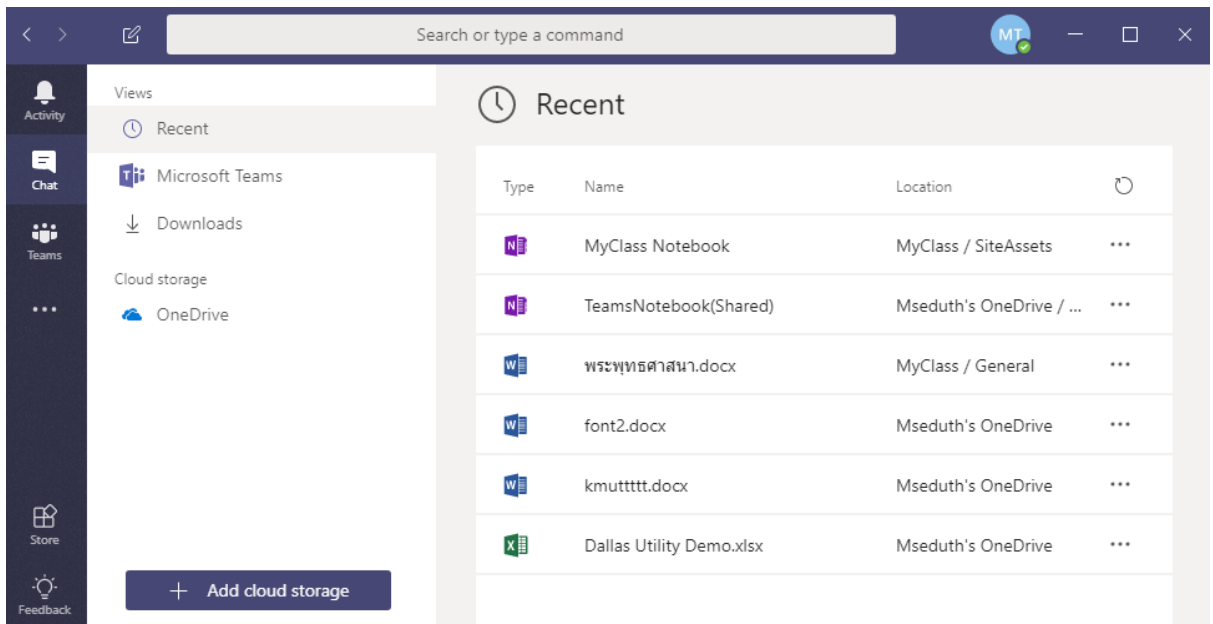 Search or type a command
MT
Activity
Chat
Teams
Store
Feedback
Views
Recent
Microsoft Teams
Downloads
Cloud storage
OneDrive
Add cloud storage
Recent
Type Name Location
MyClass Notebook MyClass / SiteAssets
TeamsNotebook(Shared) Mseduth's OneDrive / ...
พระพุทธศาสนา.docx MyClass / General
font2.docx Mseduth's OneDrive
kmuttttt.docx Mseduth's OneDrive
Dallas Utility Demo.xlsx Mseduth's OneDrive